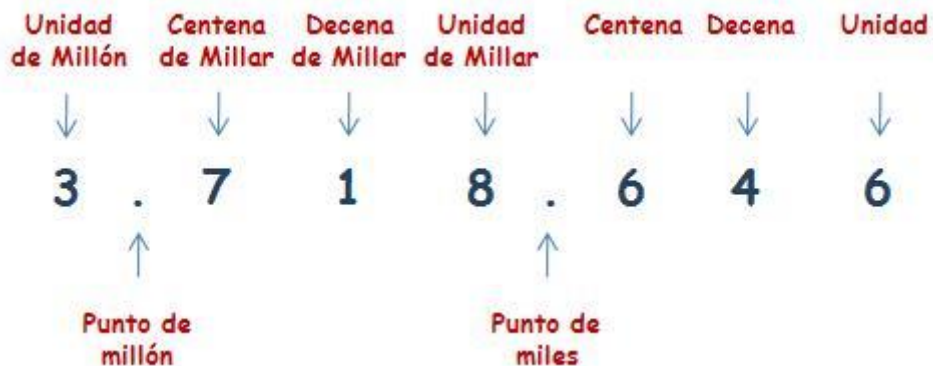 Unidad Centena Decena Unidad Centena Decena Unidad
de Millón de Millar de Millar de Millar
3 . 7 1 8 . 6 4 6
Punto de Punto de
millón miles